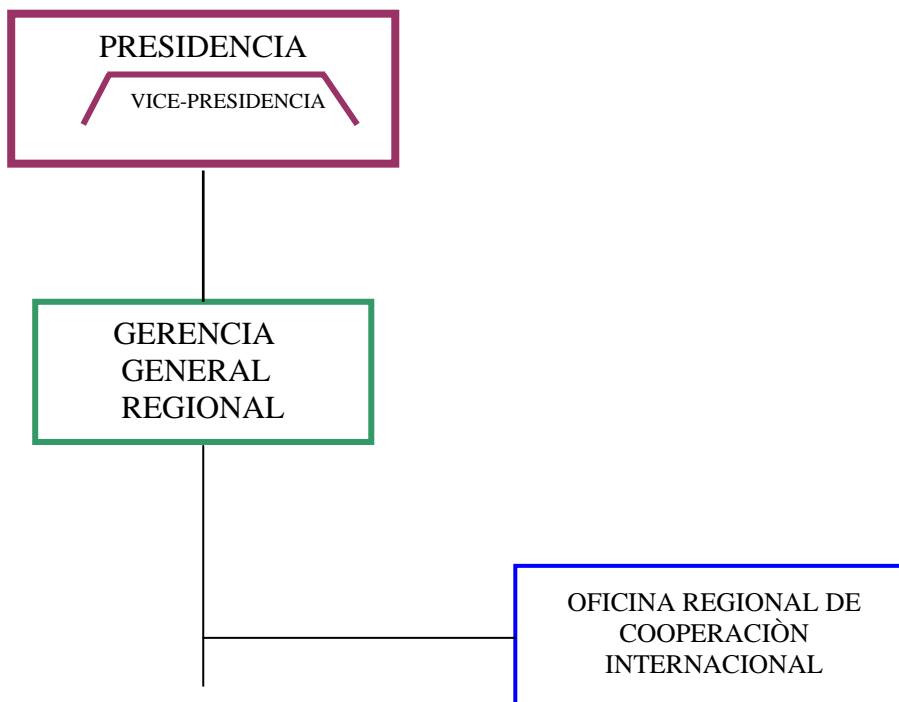 PRESIDENCIA
VICE-PRESIDENCIA
GERENCIA
GENERAL
REGIONAL
OFICINA REGIONAL DE
COOPERACIÒN
INTERNACIONAL